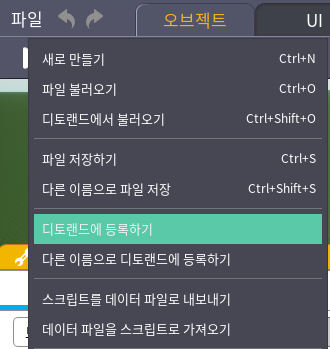 파일 오브젝트 UI
새로 만들기 Ctrl+N
파일 불러오기 Ctrl+O
디토랜드에서 불러오기 Ctrl+Shift+O
파일 저장하기 Ctrl+S
다른 이름으로 파일 저장 Ctrl+Shift+S
디토랜드에 등록하기
다른 이름으로 디토랜드에 등록하기
스크립트를 데이터 파일로 내보내기
데이터 파일을 스크립트로 가져오기